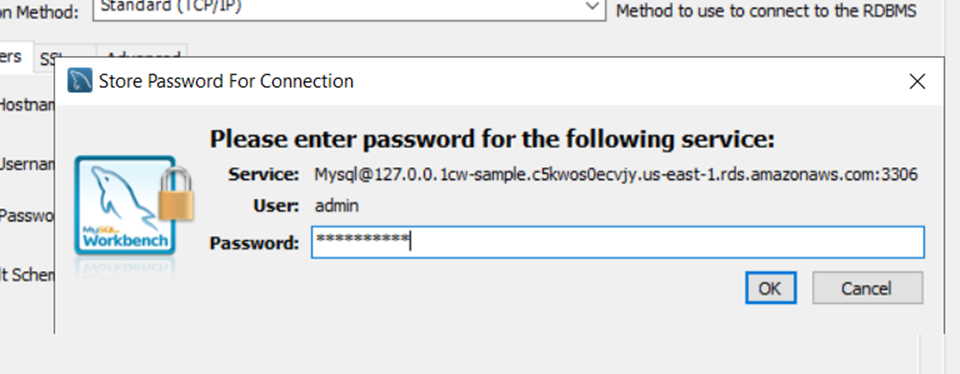 on Method: Standard (TCP/IP) Method to use to connect to the RDBMS
ers SSL Advanced
Store Password For Connection
Hostnam
Please enter password for the following service:
Service: Mysql@127.0.0.1cw-sample.c5kwos0ecvjy.us-east-1.rds.amazonaws.com:3306
Usernam
User: admin
Passwo
Password: **********
MySQL
Workbench
lt Schem
OK Cancel